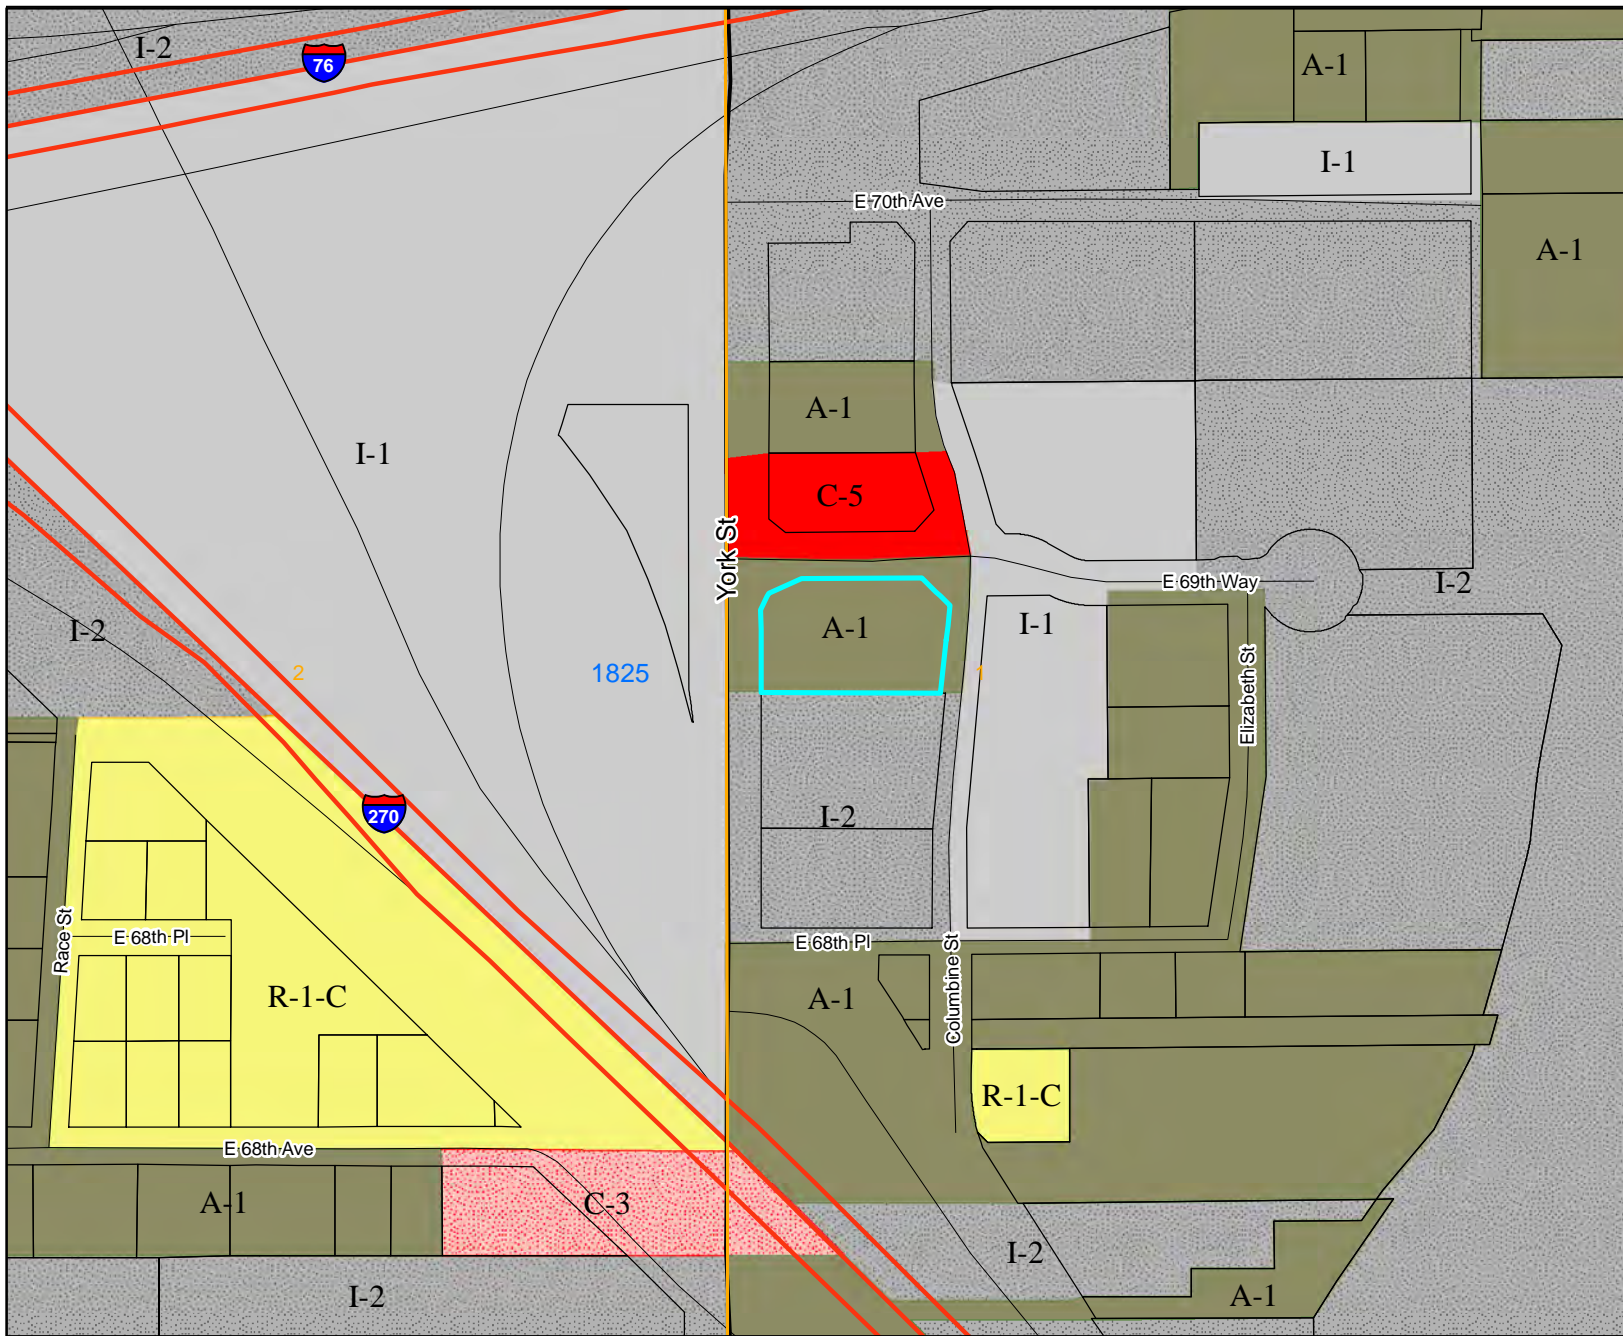 I-2
76
A-1
I-1
E 70th Ave
A-1
A-1
I-1
C-5
York St
E 69th Way
I-2
I-2
A-1
I-1
2
1825
1
Elizabeth St
270
I-2
Race St
E 68th Pl
E 68th Pl
Columbine St
R-1-C
A-1
R-1-C
E 68th Ave
A-1
C-3
I-2
I-2
A-1